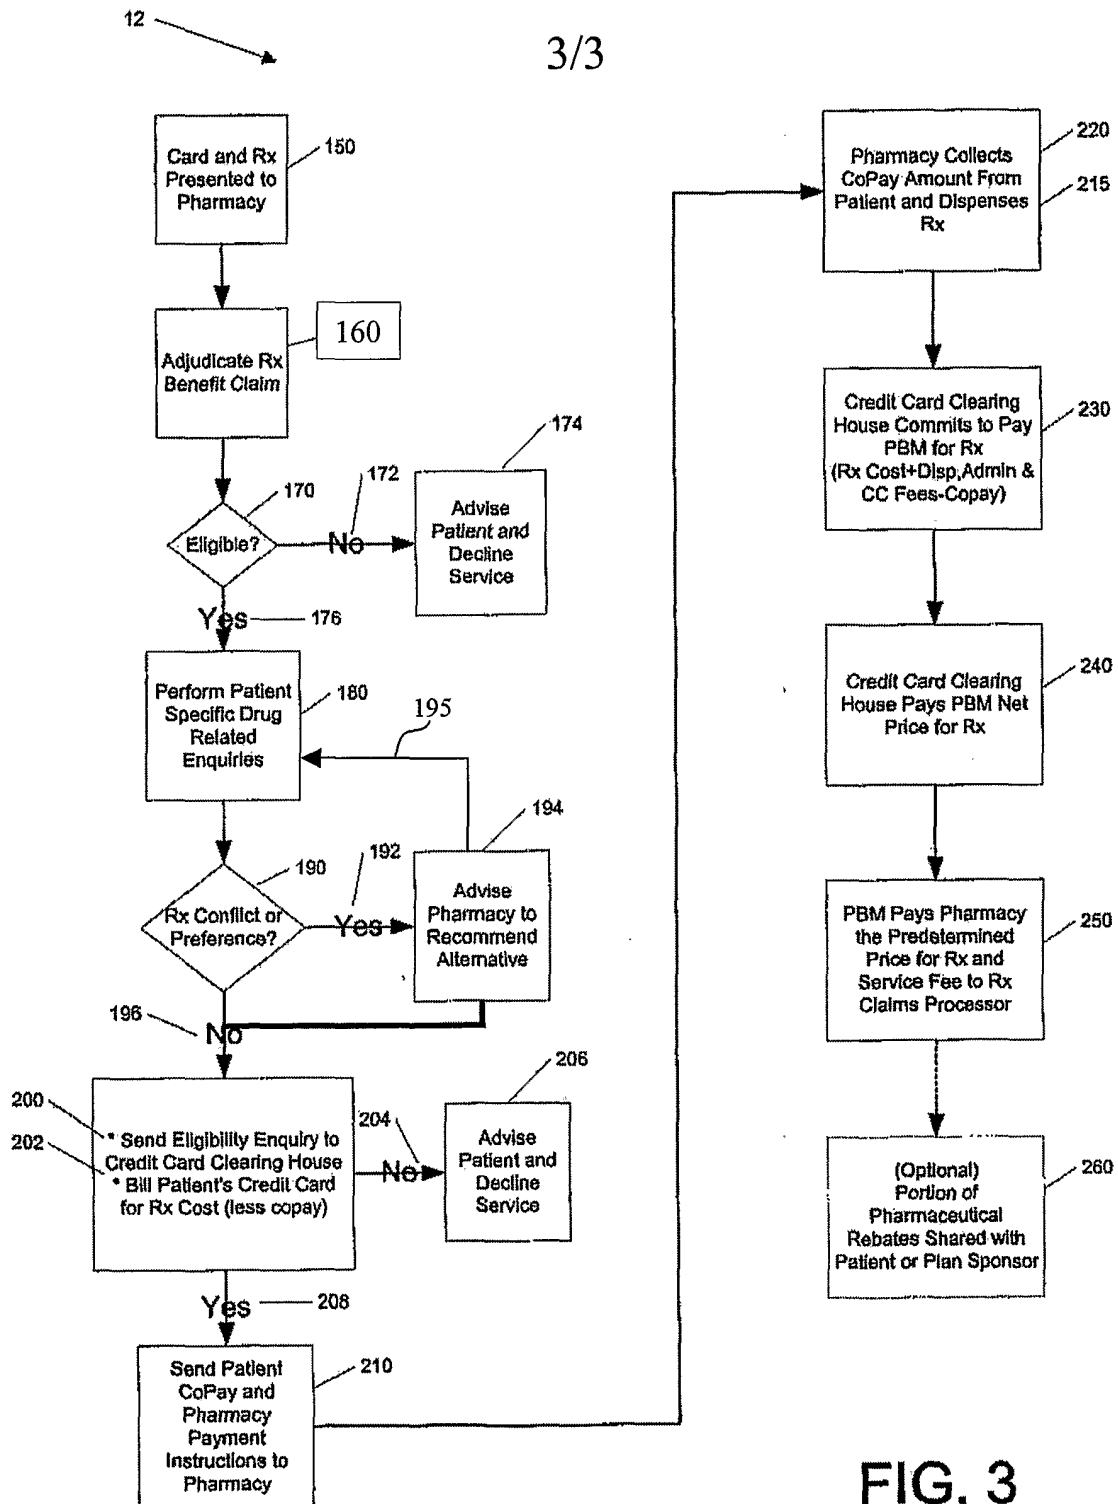 12
3/3
Card and Rx
Presented to
Pharmacy
150
Adjudicate Rx
Benefit Claim
160
Eligible?
170
172
No
174
Advise
Patient and
Decline
Service
Yes
176
Perform Patient
Specific Drug
Related
Enquiries
180
195
Rx Conflict or
Preference?
190
192
Yes
194
Advise
Pharmacy to
Recommend
Alternative
196
No
200
202
* Send Eligibility Enquiry to
Credit Card Clearing House
* Bill Patient's Credit Card
for Rx Cost (less copay)
204
No
206
Advise
Patient and
Decline
Service
Yes
208
Send Patient
CoPay and
Pharmacy
Payment
Instructions to
Pharmacy
210
Pharmacy Collects
CoPay Amount From
Patient and Dispenses
Rx
220
215
Credit Card Clearing
House Commits to Pay
PBM for Rx
(Rx Cost+Disp,Admin &
CC Fees-Copay)
230
Credit Card Clearing
House Pays PBM Net
Price for Rx
240
PBM Pays Pharmacy
the Predetermined
Price for Rx and
Service Fee to Rx
Claims Processor
250
(Optional)
Portion of
Pharmaceutical
Rebates Shared with
Patient or Plan Sponsor
260
FIG. 3